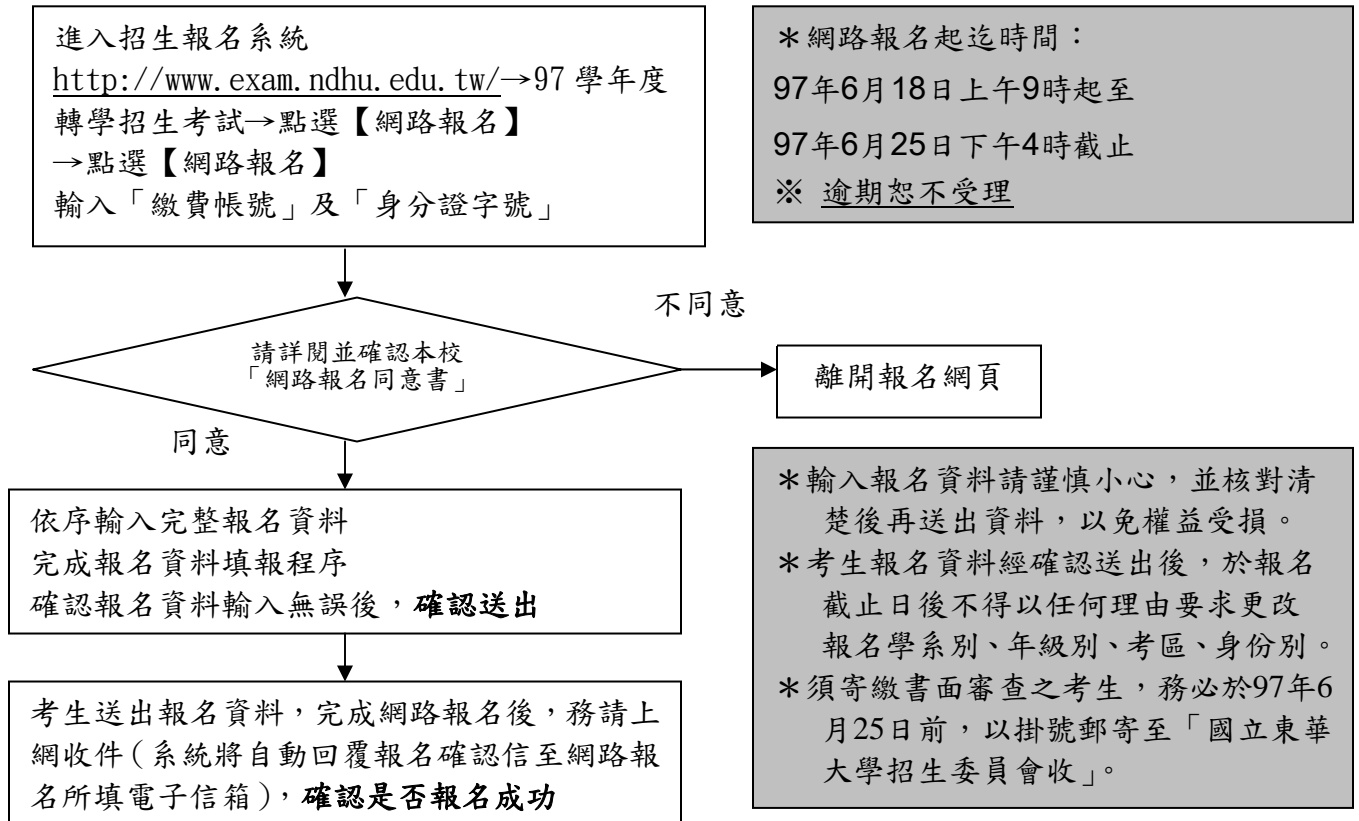 進入招生報名系統
http://www.exam.ndhu.edu.tw/→97 學年度
轉學招生考試→點選【網路報名】
→點選【網路報名】
輸入「繳費帳號」及「身分證字號」
＊網路報名起迄時間：
97年6月18日上午9時起至
97年6月25日下午4時截止
※ 逾期恕不受理
不同意
請詳閱並確認本校
「網路報名同意書」
離開報名網頁
同意
依序輸入完整報名資料
完成報名資料填報程序
確認報名資料輸入無誤後，確認送出
考生送出報名資料，完成網路報名後，務請上
網收件（系統將自動回覆報名確認信至網路報
名所填電子信箱），確認是否報名成功
＊輸入報名資料請謹慎小心，並核對清
楚後再送出資料，以免權益受損。
＊考生報名資料經確認送出後，於報名
截止日後不得以任何理由要求更改
報名學系別、年級別、考區、身份別。
＊須寄繳書面審查之考生，務必於97年6
月25日前，以掛號郵寄至「國立東華
大學招生委員會收」。